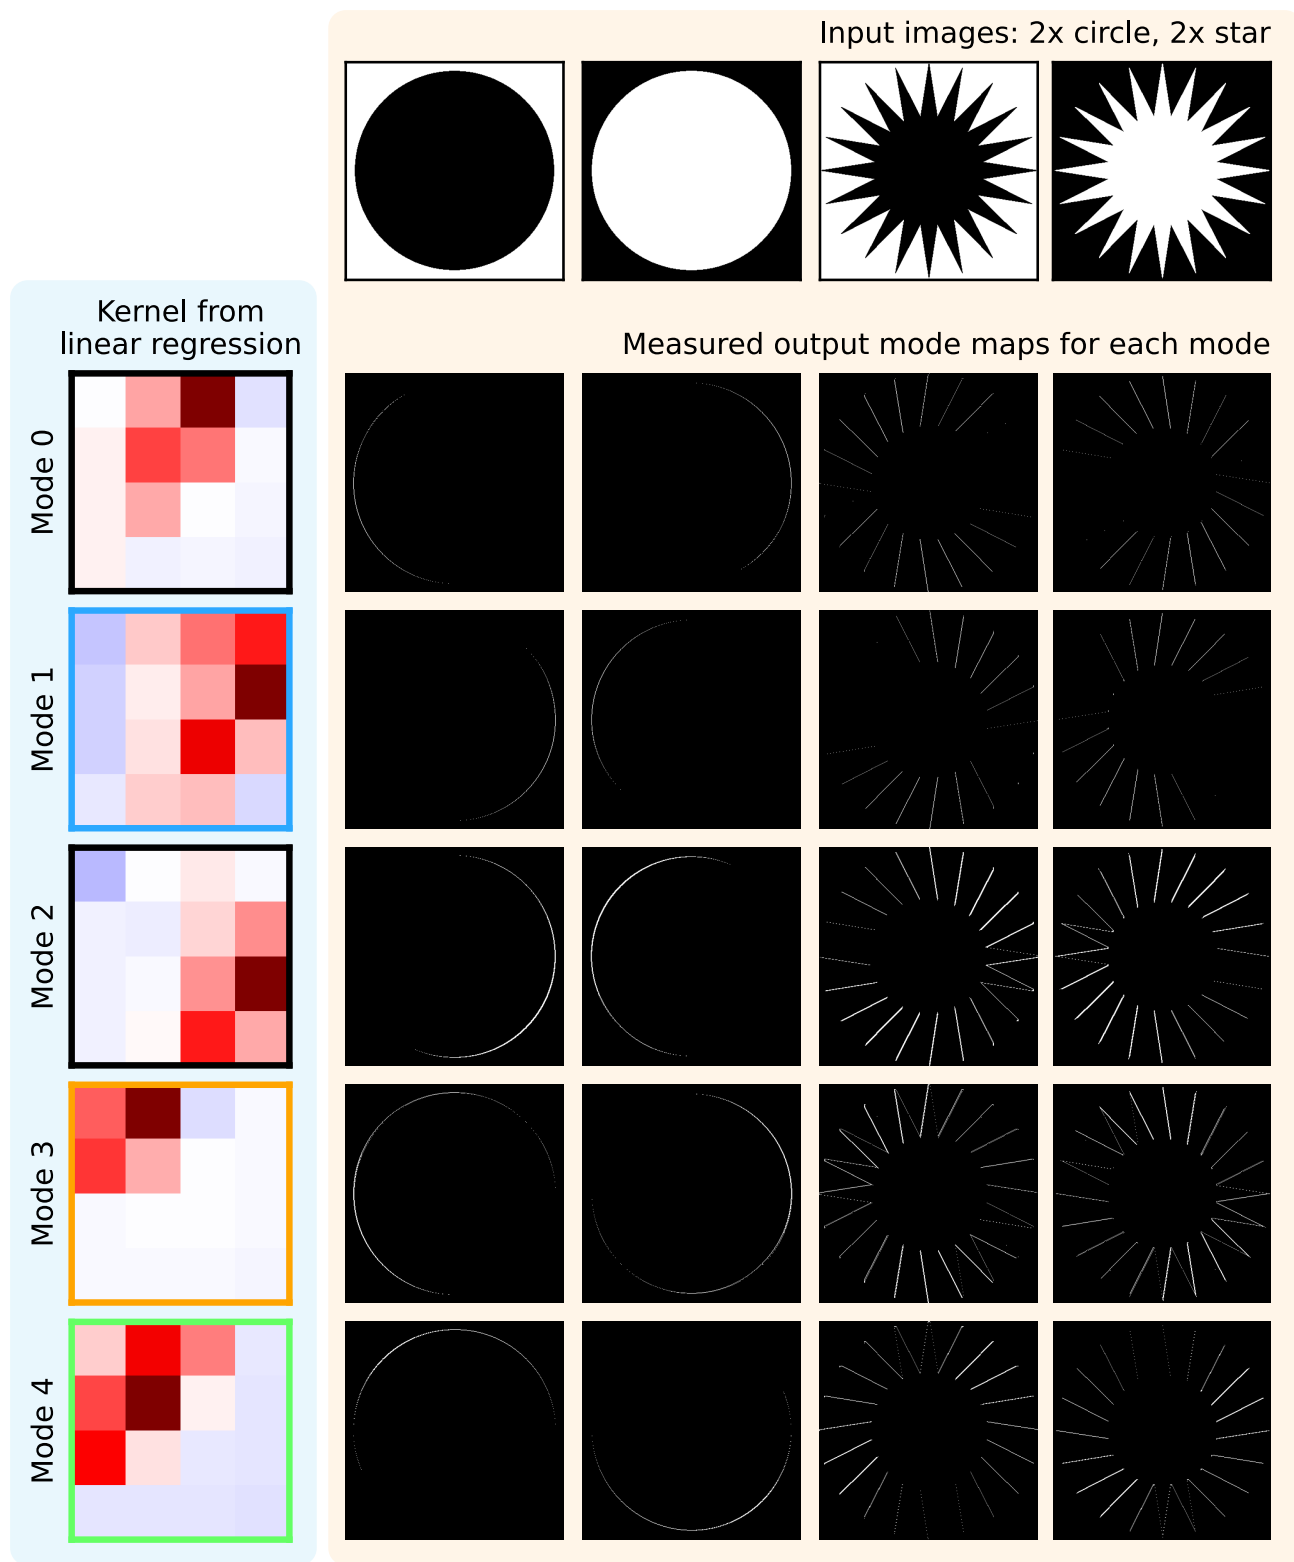 Input images: 2x circle, 2x star
Kernel from
linear regression
Measured output mode maps for each mode
Mode 0
Mode 1
Mode 2
Mode 3
Mode 4